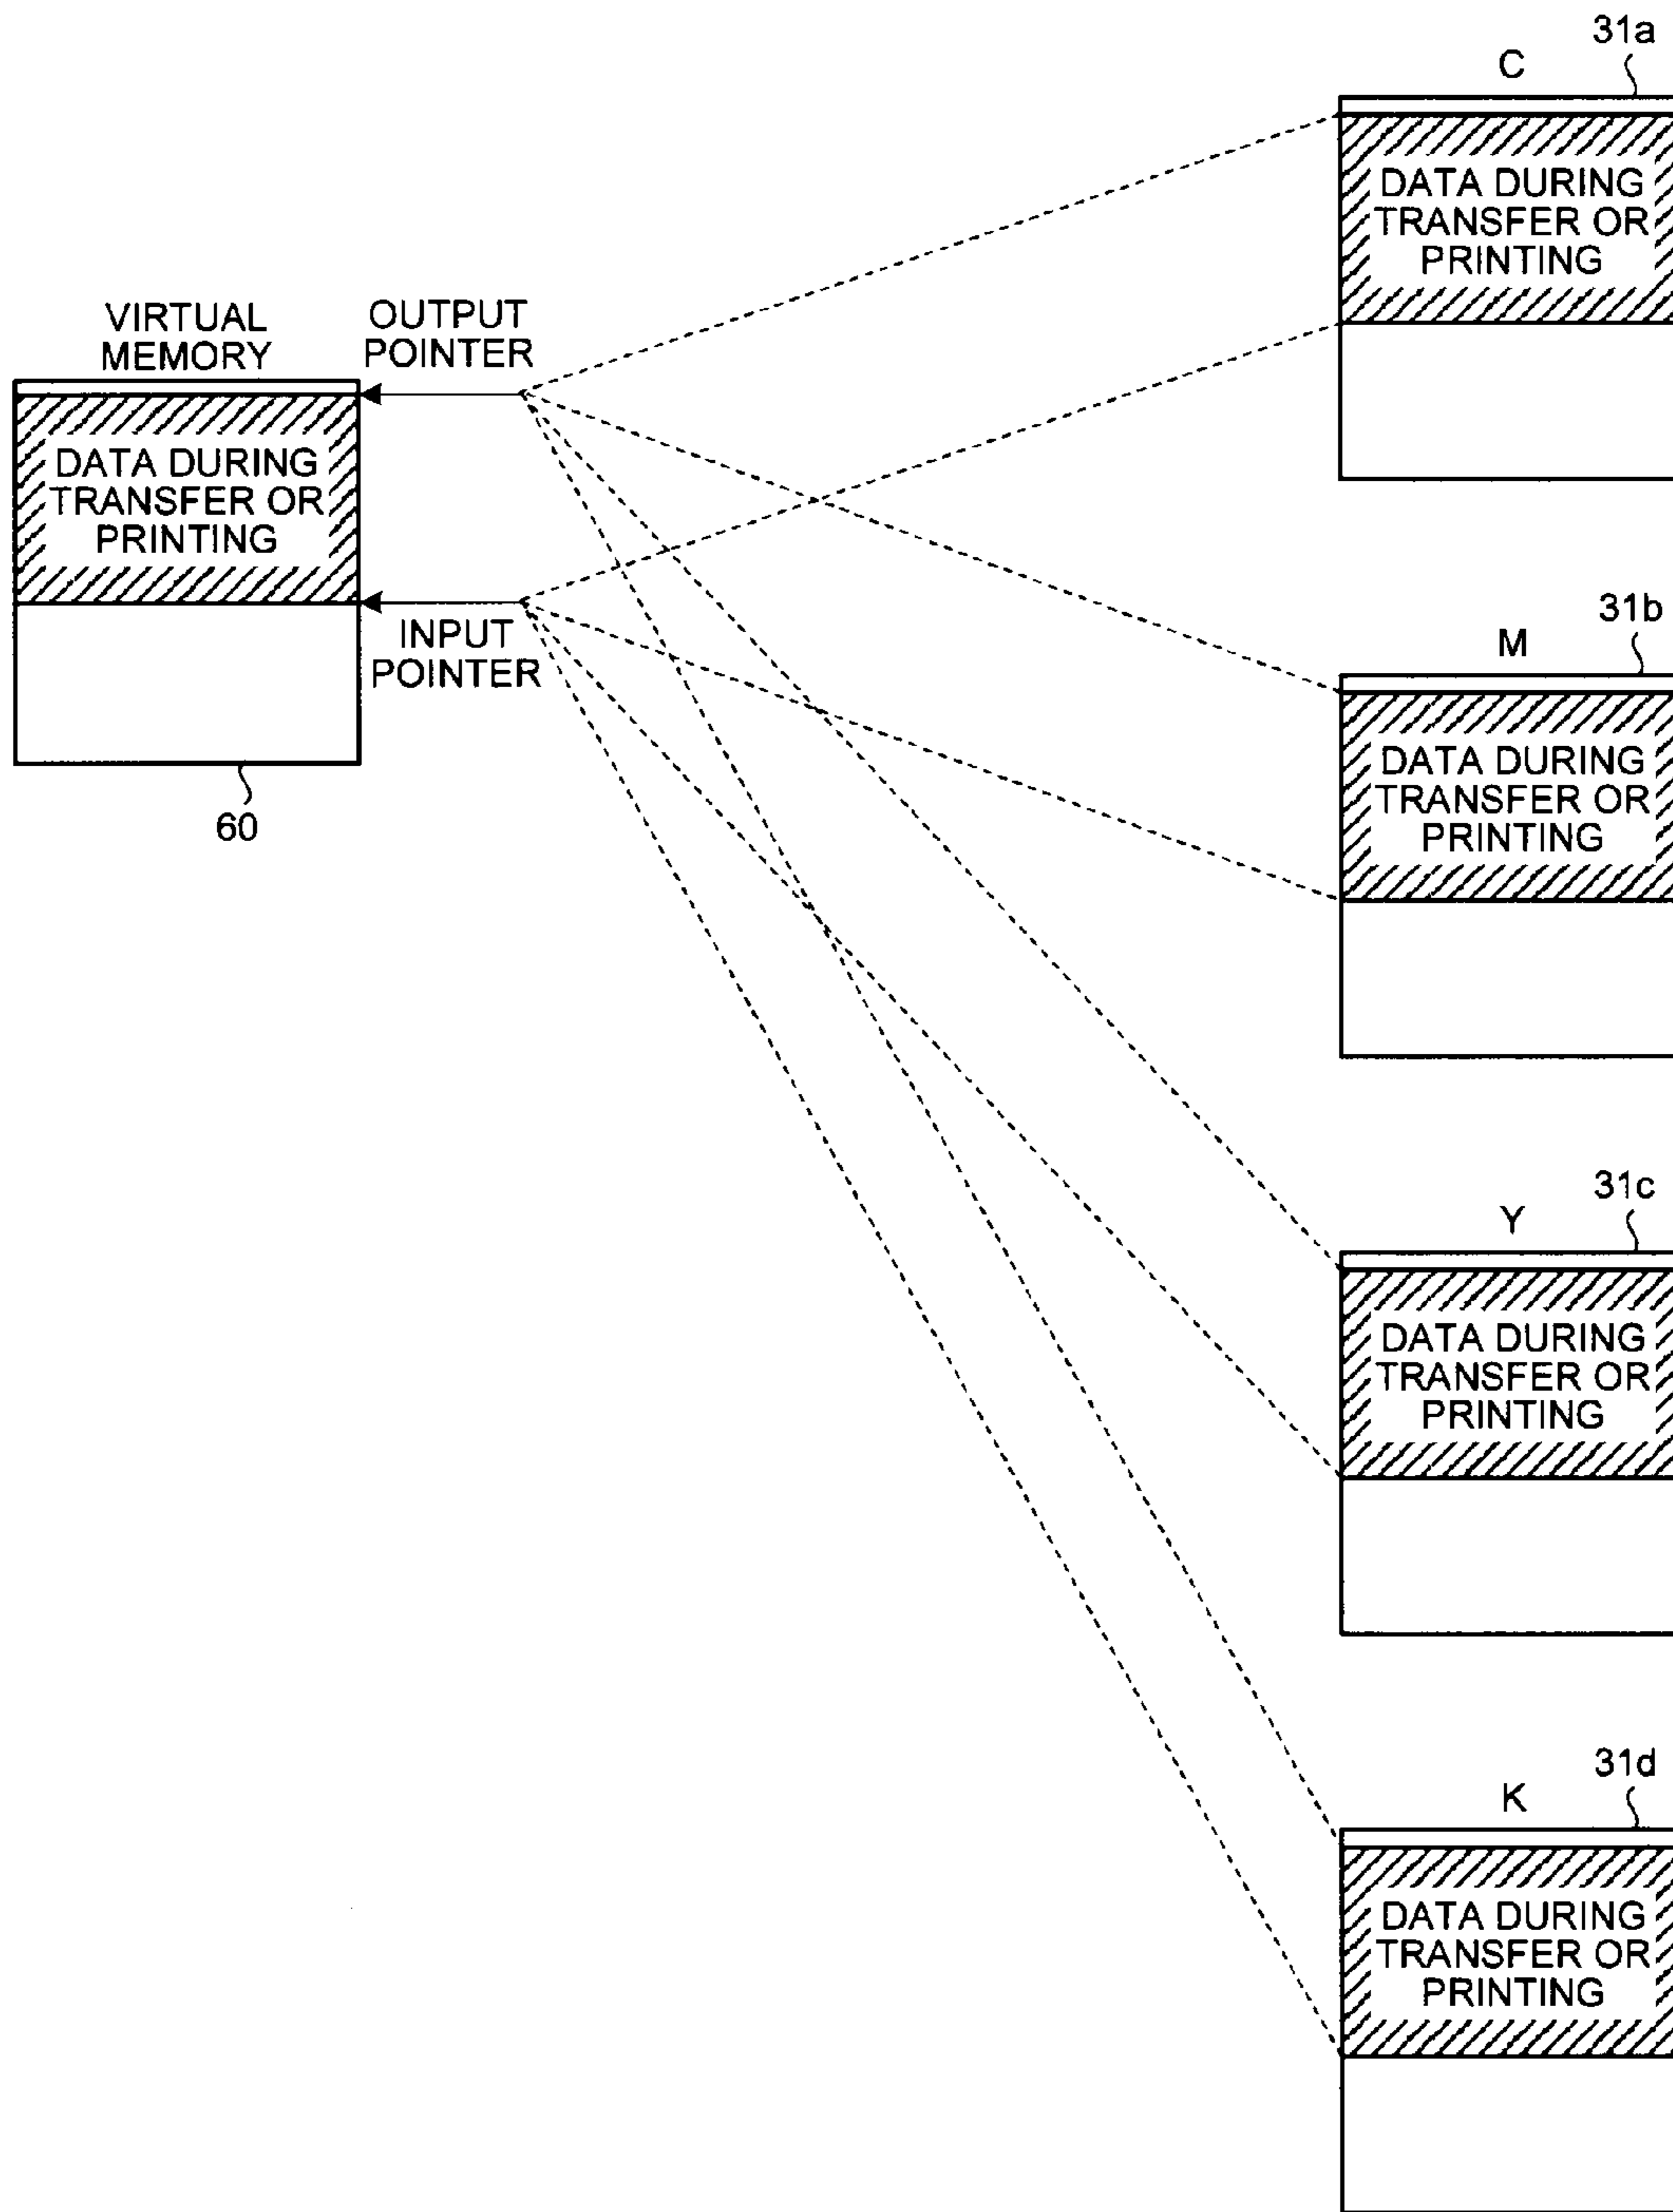 31a
C
DATA DURING
TRANSFER OR
PRINTING
VIRTUAL
MEMORY
OUTPUT
POINTER
DATA DURING
TRANSFER OR
PRINTING
INPUT
POINTER
60
31b
M
DATA DURING
TRANSFER OR
PRINTING
31c
Y
DATA DURING
TRANSFER OR
PRINTING
31d
K
DATA DURING
TRANSFER OR
PRINTING